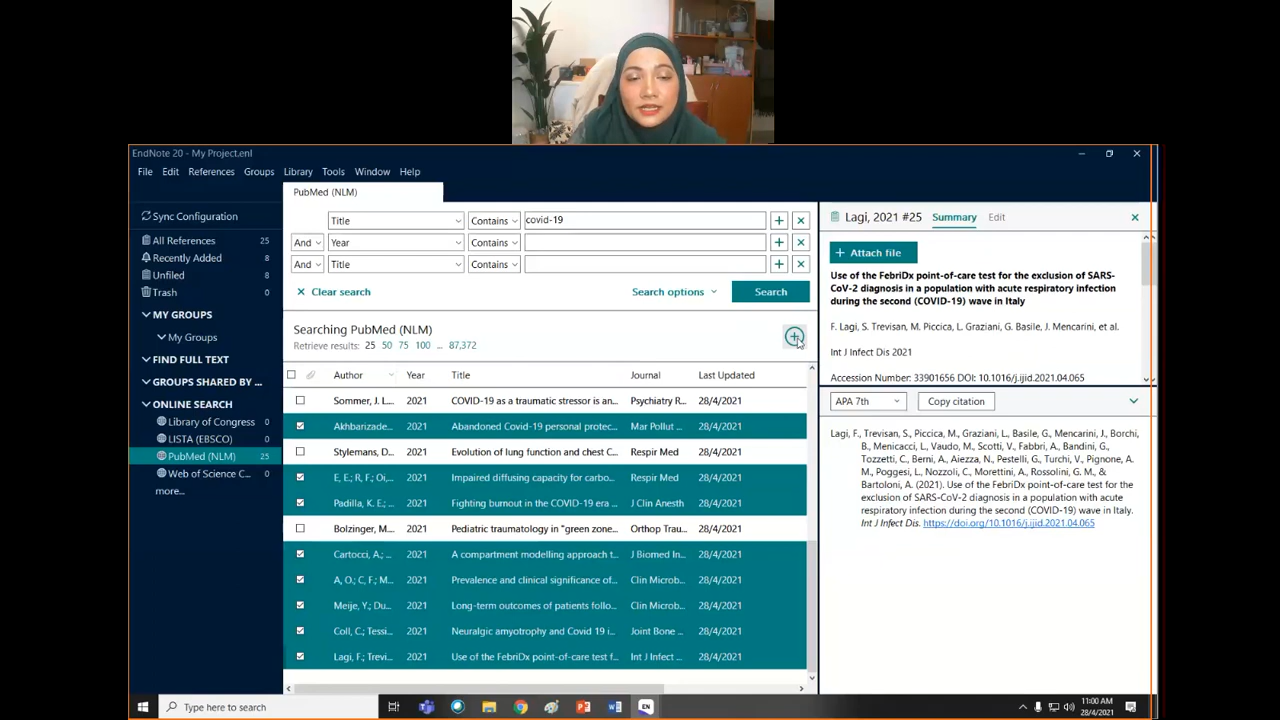 EndNote 20 - My Project.enl
File Edit References Groups Library Tools Window Help
PubMed (NLM)
Sync Configuration
All References 25
Recently Added 8
Unfiled 8
Trash 0
MY GROUPS
My Groups
FIND FULL TEXT
GROUPS SHARED BY ...
ONLINE SEARCH
Library of Congress 0
LISTA (EBSCO) 0
PubMed (NLM) 25
Web of Science C... 0
more...
Title Contains covid-19
And Year Contains
And Title Contains
Clear search Search options Search
Searching PubMed (NLM)
Retrieve results: 25 50 75 100 ... 87,372
Author Year Title Journal Last Updated
Sommer, J. L... 2021 COVID-19 as a traumatic stressor is an... Psychiatry R... 28/4/2021
Akhbarizade... 2021 Abandoned Covid-19 personal protec... Mar Pollut ... 28/4/2021
Stylemans, D... 2021 Evolution of lung function and chest C... Respir Med 28/4/2021
E, E.; R, F.; Oi,... 2021 Impaired diffusing capacity for carbo... Respir Med 28/4/2021
Padilla, K. E.;... 2021 Fighting burnout in the COVID-19 era ... J Clin Anesth 28/4/2021
Bolzinger, M... 2021 Pediatric traumatology in "green zone... Orthop Trau... 28/4/2021
Cartocci, A.; ... 2021 A compartment modelling approach t... J Biomed In... 28/4/2021
A, O.; C, F.; M... 2021 Prevalence and clinical significance of... Clin Microb... 28/4/2021
Meije, Y.; Du... 2021 Long-term outcomes of patients follo... Clin Microb... 28/4/2021
Coll, C.; Tessi... 2021 Neuralgic amyotrophy and Covid 19 i... Joint Bone ... 28/4/2021
Lagi, F.; Trevi... 2021 Use of the FebriDx point-of-care test f... Int J Infect ... 28/4/2021
Lagi, 2021 #25 Summary Edit
Attach file
Use of the FebriDx point-of-care test for the exclusion of SARS-
CoV-2 diagnosis in a population with acute respiratory infection
during the second (COVID-19) wave in Italy
F. Lagi, S. Trevisan, M. Piccica, L. Graziani, G. Basile, J. Mencarini, et al.
Int J Infect Dis 2021
Accession Number: 33901656 DOI: 10.1016/j.ijid.2021.04.065
APA 7th Copy citation
Lagi, F., Trevisan, S., Piccica, M., Graziani, L., Basile, G., Mencarini, J., Borchi,
B., Menicacci, L., Vaudo, M., Scotti, V., Fabbri, A., Bandini, G.,
Tozzetti, C., Berni, A., Aiezza, N., Pestelli, G., Turchi, V., Pignone, A.
M., Poggesi, L., Nozzoli, C., Morettini, A., Rossolini, G. M., &
Bartoloni, A. (2021). Use of the FebriDx point-of-care test for the
exclusion of SARS-CoV-2 diagnosis in a population with acute
respiratory infection during the second (COVID-19) wave in Italy.
Int J Infect Dis. https://doi.org/10.1016/j.ijid.2021.04.065
Type here to search
EN
11:00 AM
28/4/2021